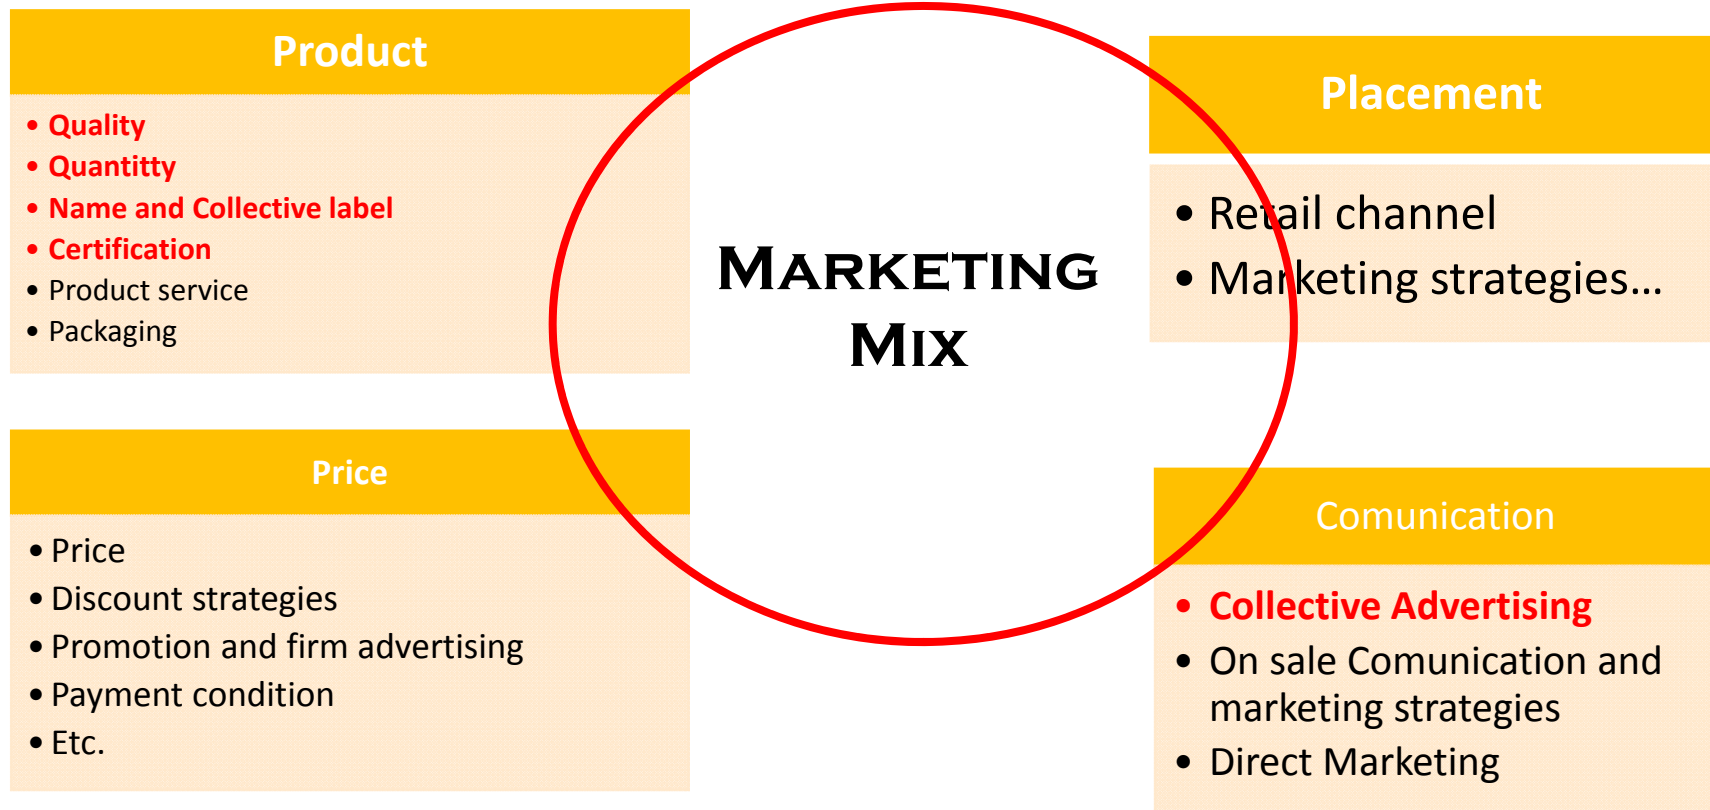 Product
• Quality
• Quantitty
• Name and Collective label
• Certification
• Product service
• Packaging
Price
• Price
• Discount strategies
• Promotion and firm advertising
• Payment condition
• Etc.
MARKETING
MIX
Placement
• Retail channel
• Marketing strategies…
Comunication
• Collective Advertising
• On sale Comunication and
marketing strategies
• Direct Marketing